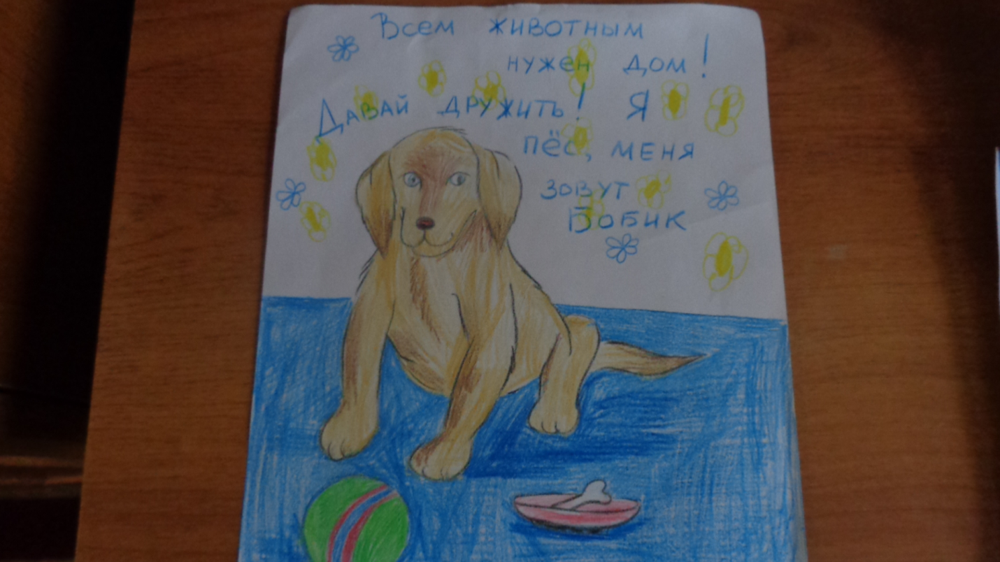 Всем животным
нужен дом!
Давай дружить! Я
пёс, меня
зовут
Бобик